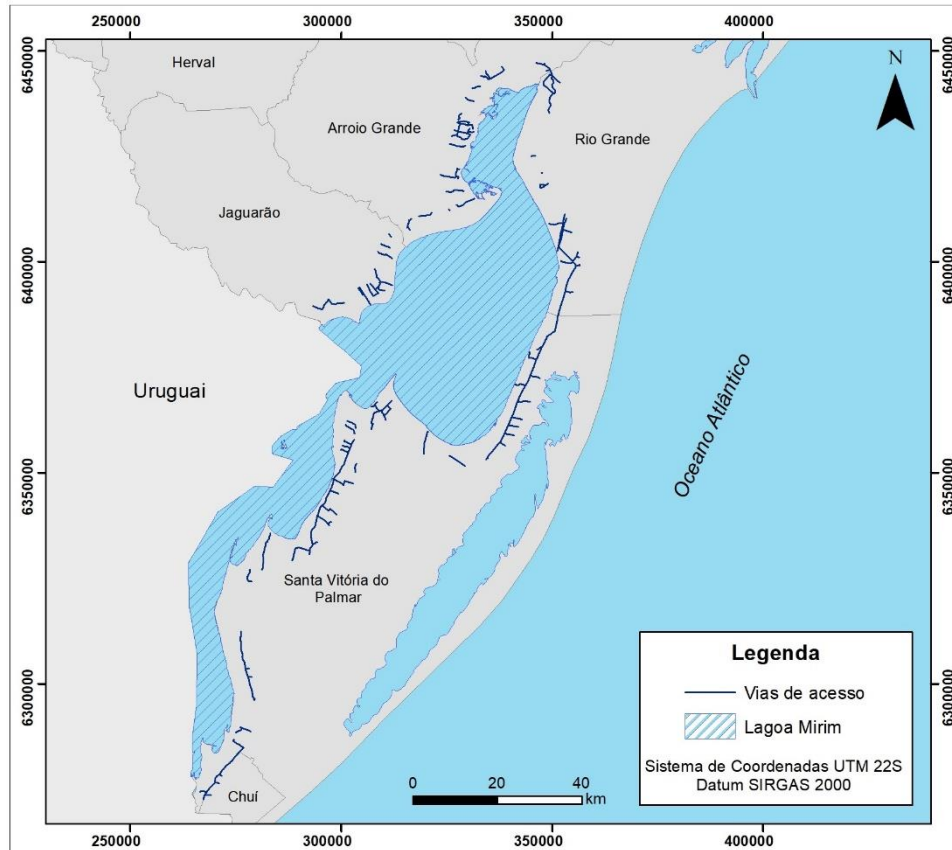 250000 300000 350000 400000
6450000
6450000
Herval
N
Arroio Grande
Rio Grande
Jaguarão
6400000
6400000
Uruguai
Oceano Atlântico
6350000
6350000
Santa Vitória do
Palmar
6300000
6300000
Legenda
Vias de acesso
Lagoa Mirim
Sistema de Coordenadas UTM 22S
Datum SIRGAS 2000
0 20 40
km
Chuí
250000 300000 350000 400000